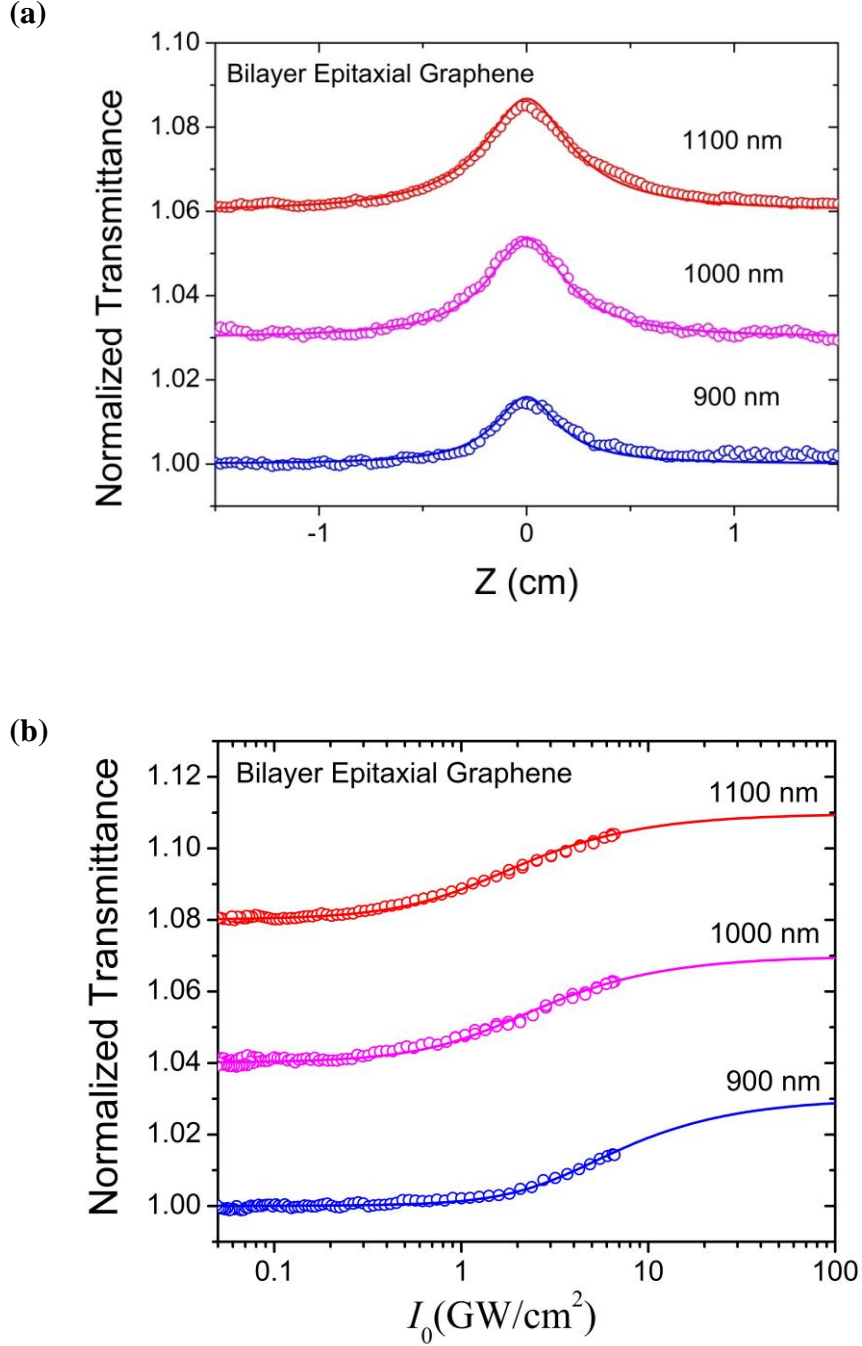 (a)
1.10
Bilayer Epitaxial Graphene
1.08
1100 nm
1.06
1000 nm
1.04
1.02
900 nm
1.00
Normalized Transmittance
-1
0
1
Z (cm)
(b)
1.12
Bilayer Epitaxial Graphene
1100 nm
1.10
1.08
1000 nm
1.06
1.04
900 nm
1.02
1.00
Normalized Transmittance
0.1
1
10
100
I₀(GW/cm²)